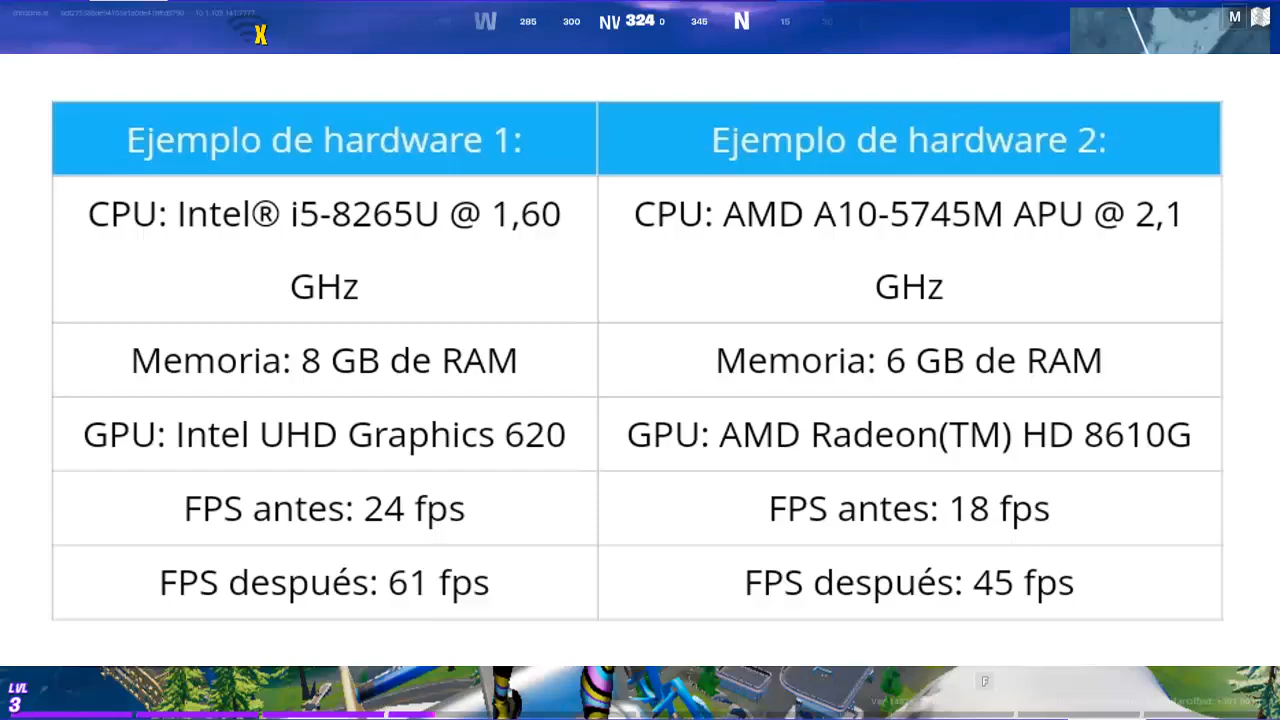 W 285 300 NW 324 345 N 15
M
X
Ejemplo de hardware 1: Ejemplo de hardware 2:
CPU: Intel® i5-8265U @ 1,60 GHz
CPU: AMD A10-5745M APU @ 2,1 GHz
Memoria: 8 GB de RAM Memoria: 6 GB de RAM
GPU: Intel UHD Graphics 620 GPU: AMD Radeon(TM) HD 8610G
FPS antes: 24 fps FPS antes: 18 fps
FPS después: 61 fps FPS después: 45 fps
F
LVL
3